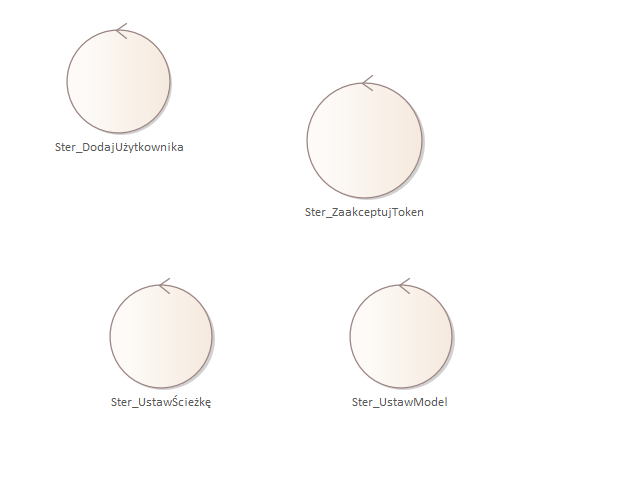 Ster_DodajUżytkownika
Ster_ZaakceptujToken
Ster_UstawŚcieżkę
Ster_UstawModel